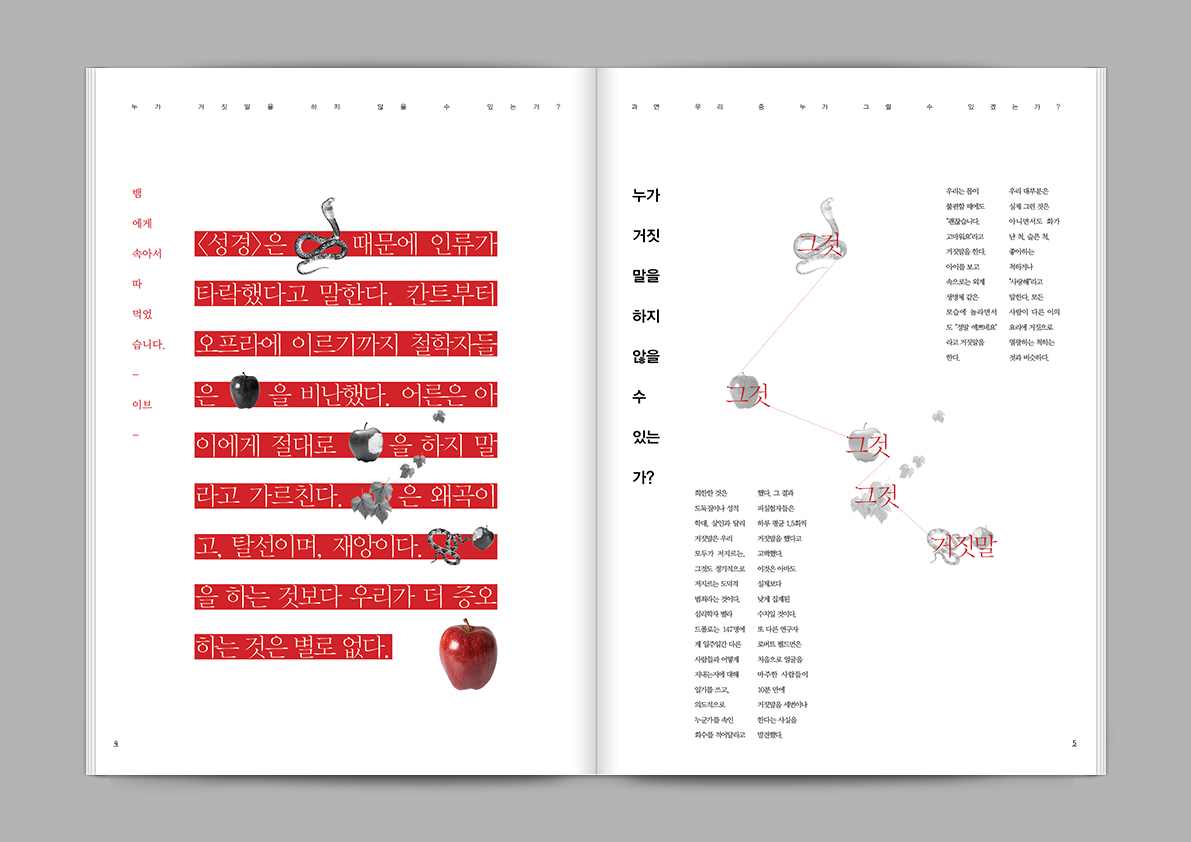 누가 거짓말을 하지 않을 수 있는가?
뱀
에게
속아서
따
먹었
습니다.
–
이브
–
〈성경〉은 때문에 인류가
타락했다고 말한다. 칸트부터
오프라에 이르기까지 철학자들
은 을 비난했다. 어른은 아
이에게 절대로 을 하지 말
라고 가르친다. 은 왜곡이
고, 탈선이며, 재앙이다.
을 하는 것보다 우리가 더 증오
하는 것은 별로 없다.
4
과연 우리 중 누가 그럴 수 있겠는가?
누가
거짓
말을
하지
않을
수
있는
가?
그것
그것
그것
그것
거짓말
희한한 것은
도둑질이나 성적
학대, 살인과 달리
거짓말은 우리
모두가 저지르는,
그것도 정기적으로
저지르는 도덕적
범죄라는 것이다.
심리학자 벨라
드폴로는 147명에
게 일주일간 다른
사람들과 어떻게
지내는지에 대해
일기를 쓰고,
의도적으로
누군가를 속인
회수를 적어달라고
했다. 그 결과
피실험자들은
하루 평균 1.5회씩
거짓말을 했다고
고백했다.
이것은 아마도
실제보다
낮게 집계된
수치일 것이다.
또 다른 연구자
로버트 펠드먼은
처음으로 얼굴을
마주한 사람들이
10분 만에
거짓말을 세번이나
한다는 사실을
발견했다.
우리는 몸이
불편할 때에도
"괜찮습니다.
고마워요"라고
거짓말을 한다.
아이를 보고
속으로는 외계
생명체 같은
모습에 놀라면서
도 "정말 예쁘네요"
라고 거짓말을
한다.
우리 대부분은
실제 그런 것은
아니면서도 화가
난 척, 슬픈 척,
좋아하는
척하거나
"사랑해"라고
말한다. 모든
사람이 다른 이의
요리에 거짓으로
열광하는 척하는
것과 비슷하다.
5